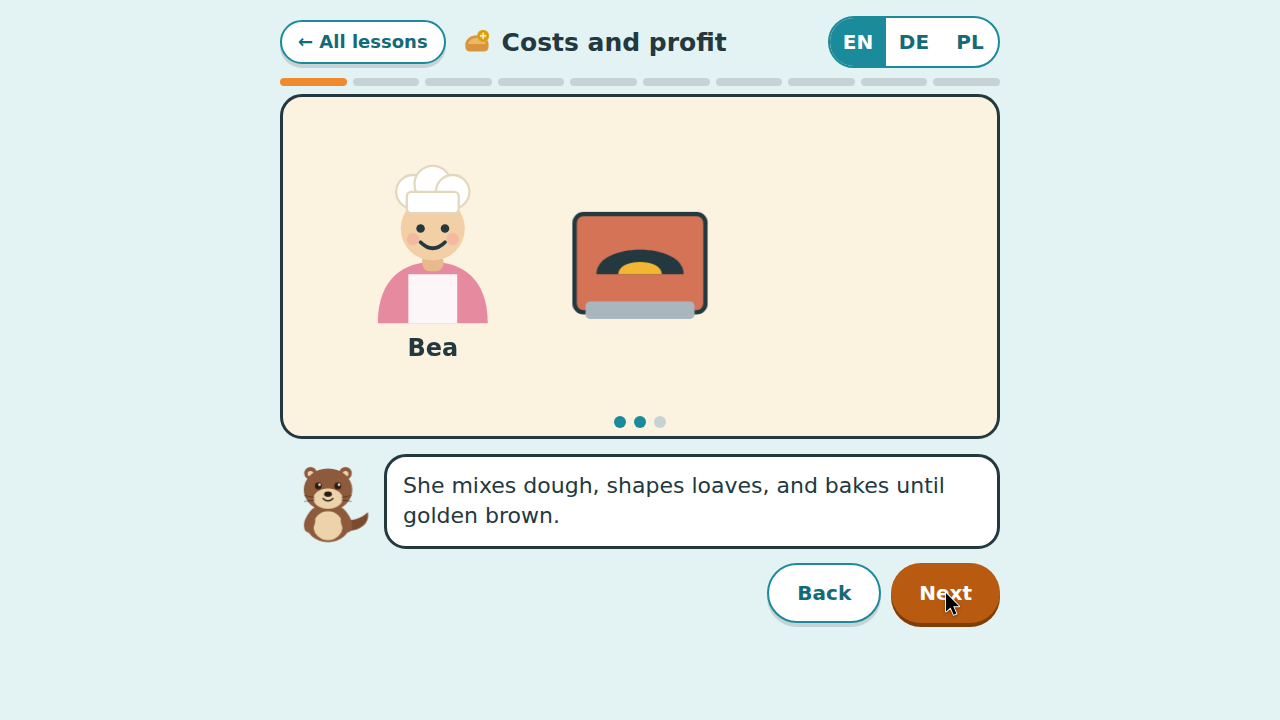 ← All lessons
Costs and profit
EN DE PL
Bea
She mixes dough, shapes loaves, and bakes until
golden brown.
Back
Next